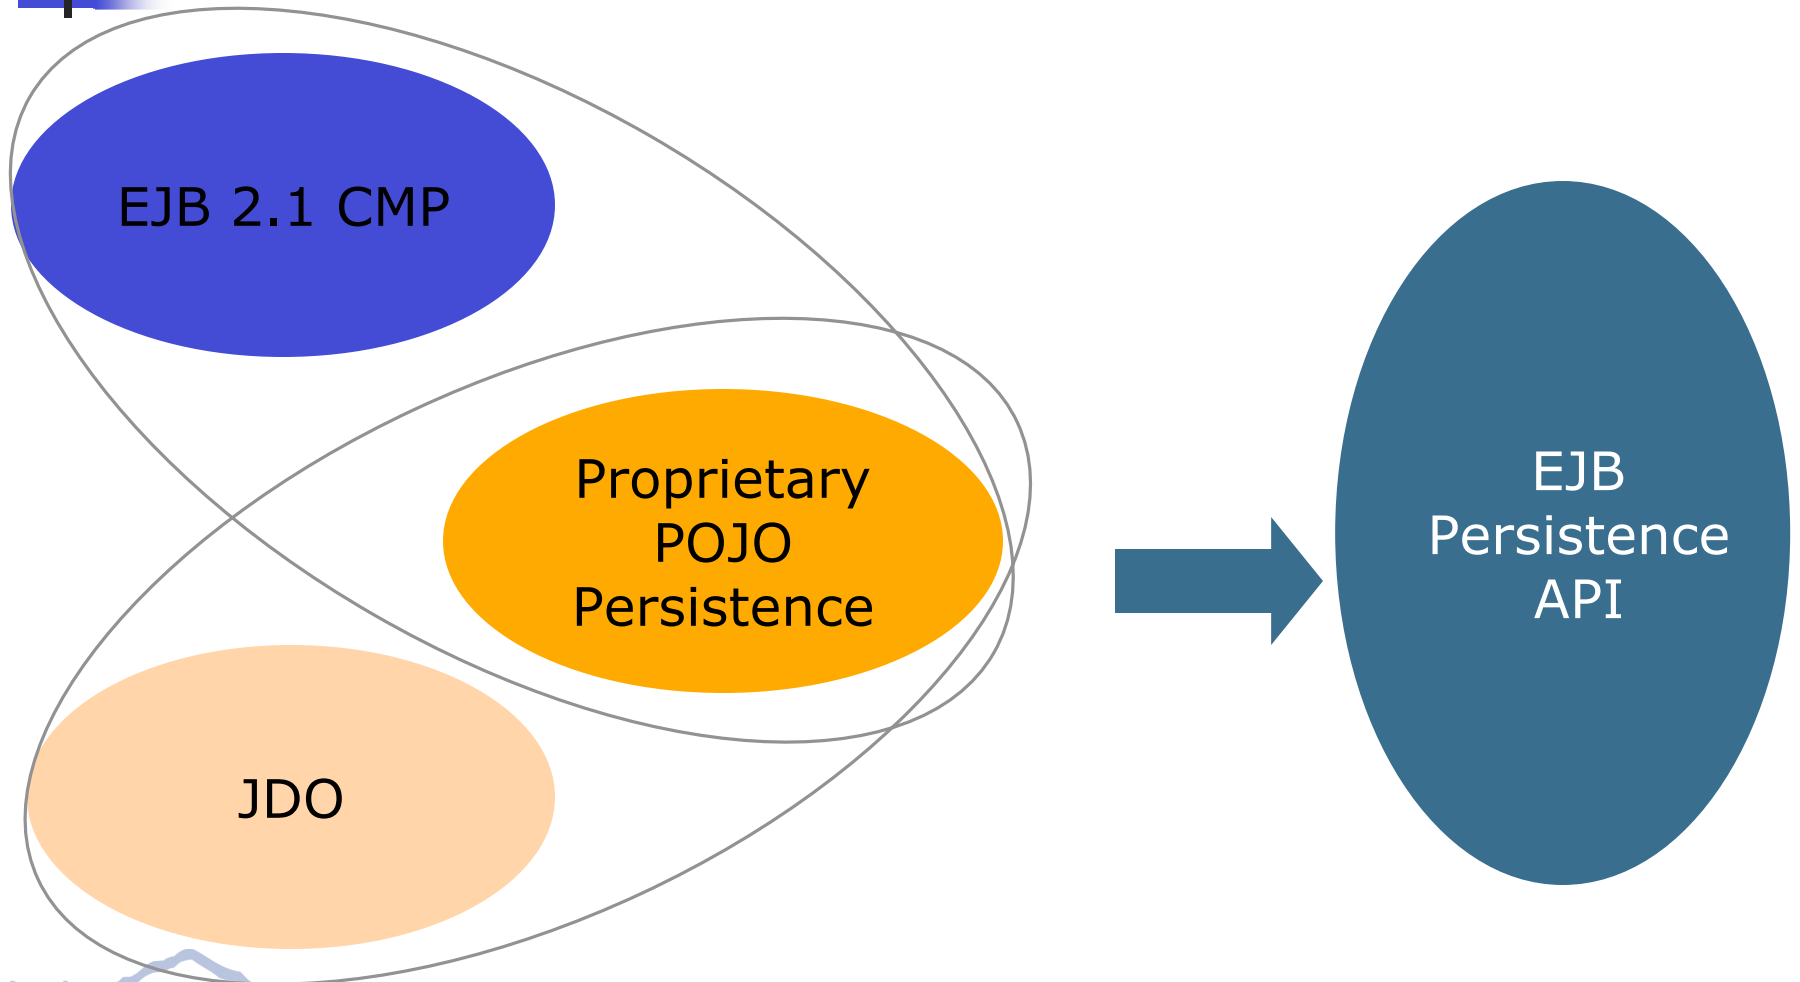 EJB 2.1 CMP
Proprietary
POJO
Persistence
JDO
EJB
Persistence
API